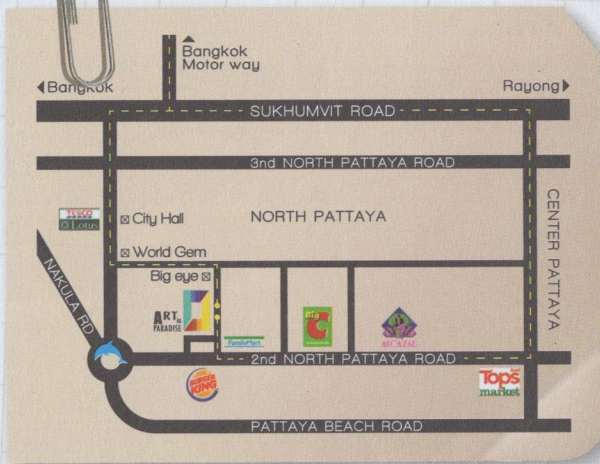 Bangkok
Motor way
Bangkok
Rayong
SUKHUMVIT ROAD
3nd NORTH PATTAYA ROAD
TESCO
Lotus
City Hall
NORTH PATTAYA
CENTER PATTAYA
World Gem
NAKULA RD
Big eye
ART IN
PARADISE
FamilyMart
Big C
ALCAZAR
2nd NORTH PATTAYA ROAD
BURGER
KING
Tops
market
PATTAYA BEACH ROAD